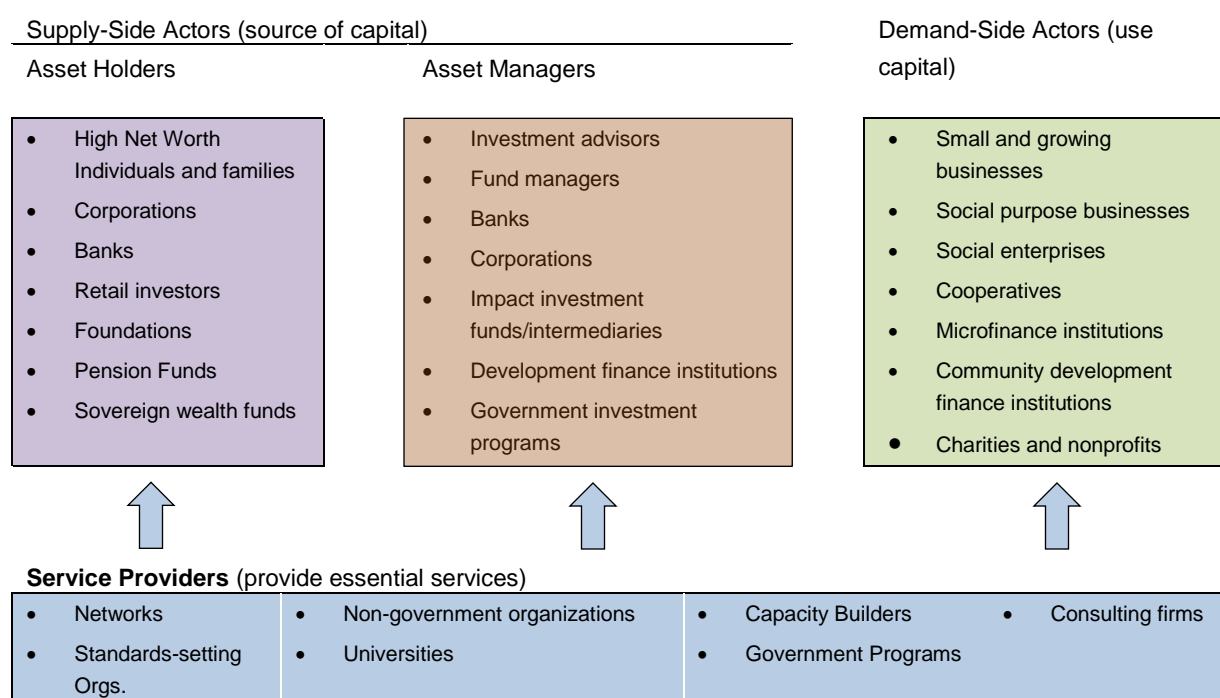 Supply-Side Actors (source of capital)
Asset Holders
Asset Managers
Demand-Side Actors (use
capital)
• High Net Worth
Individuals and families
• Corporations
• Banks
• Retail investors
• Foundations
• Pension Funds
• Sovereign wealth funds
• Investment advisors
• Fund managers
• Banks
• Corporations
• Impact investment
funds/intermediaries
• Development finance institutions
• Government investment
programs
• Small and growing
businesses
• Social purpose businesses
• Social enterprises
• Cooperatives
• Microfinance institutions
• Community development
finance institutions
• Charities and nonprofits
Service Providers (provide essential services)
• Networks
• Standards-setting
Orgs.
• Non-government organizations
• Universities
• Capacity Builders
• Government Programs
• Consulting firms